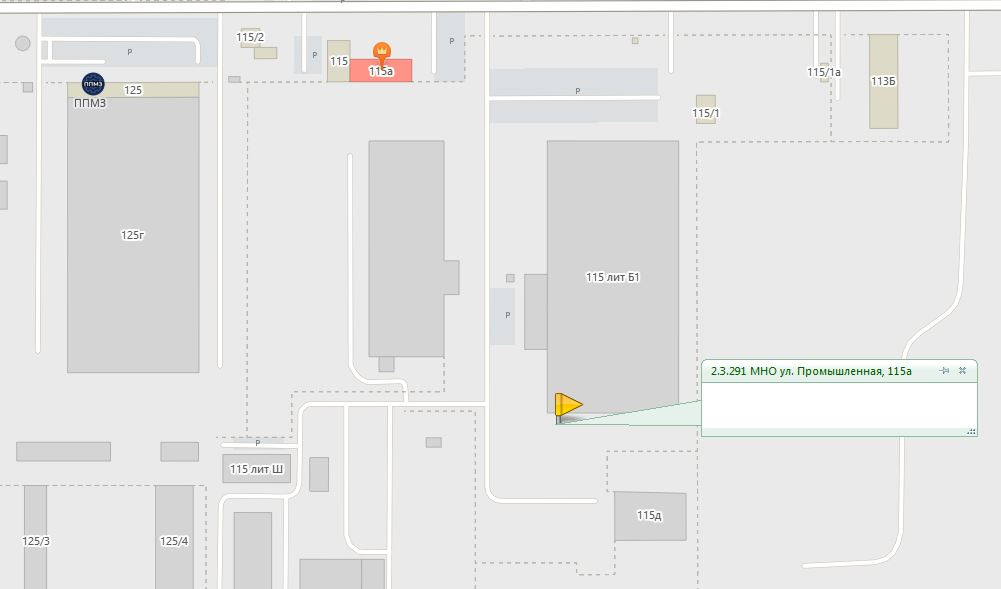 115/2
P
P
P
115
115а
115/1а
113Б
ППМЗ
125
ППМЗ
P
115/1
125г
115 лит Б1
P
2.3.291 МНО ул. Промышленная, 115а
P
115 лит Ш
115д
125/3
125/4